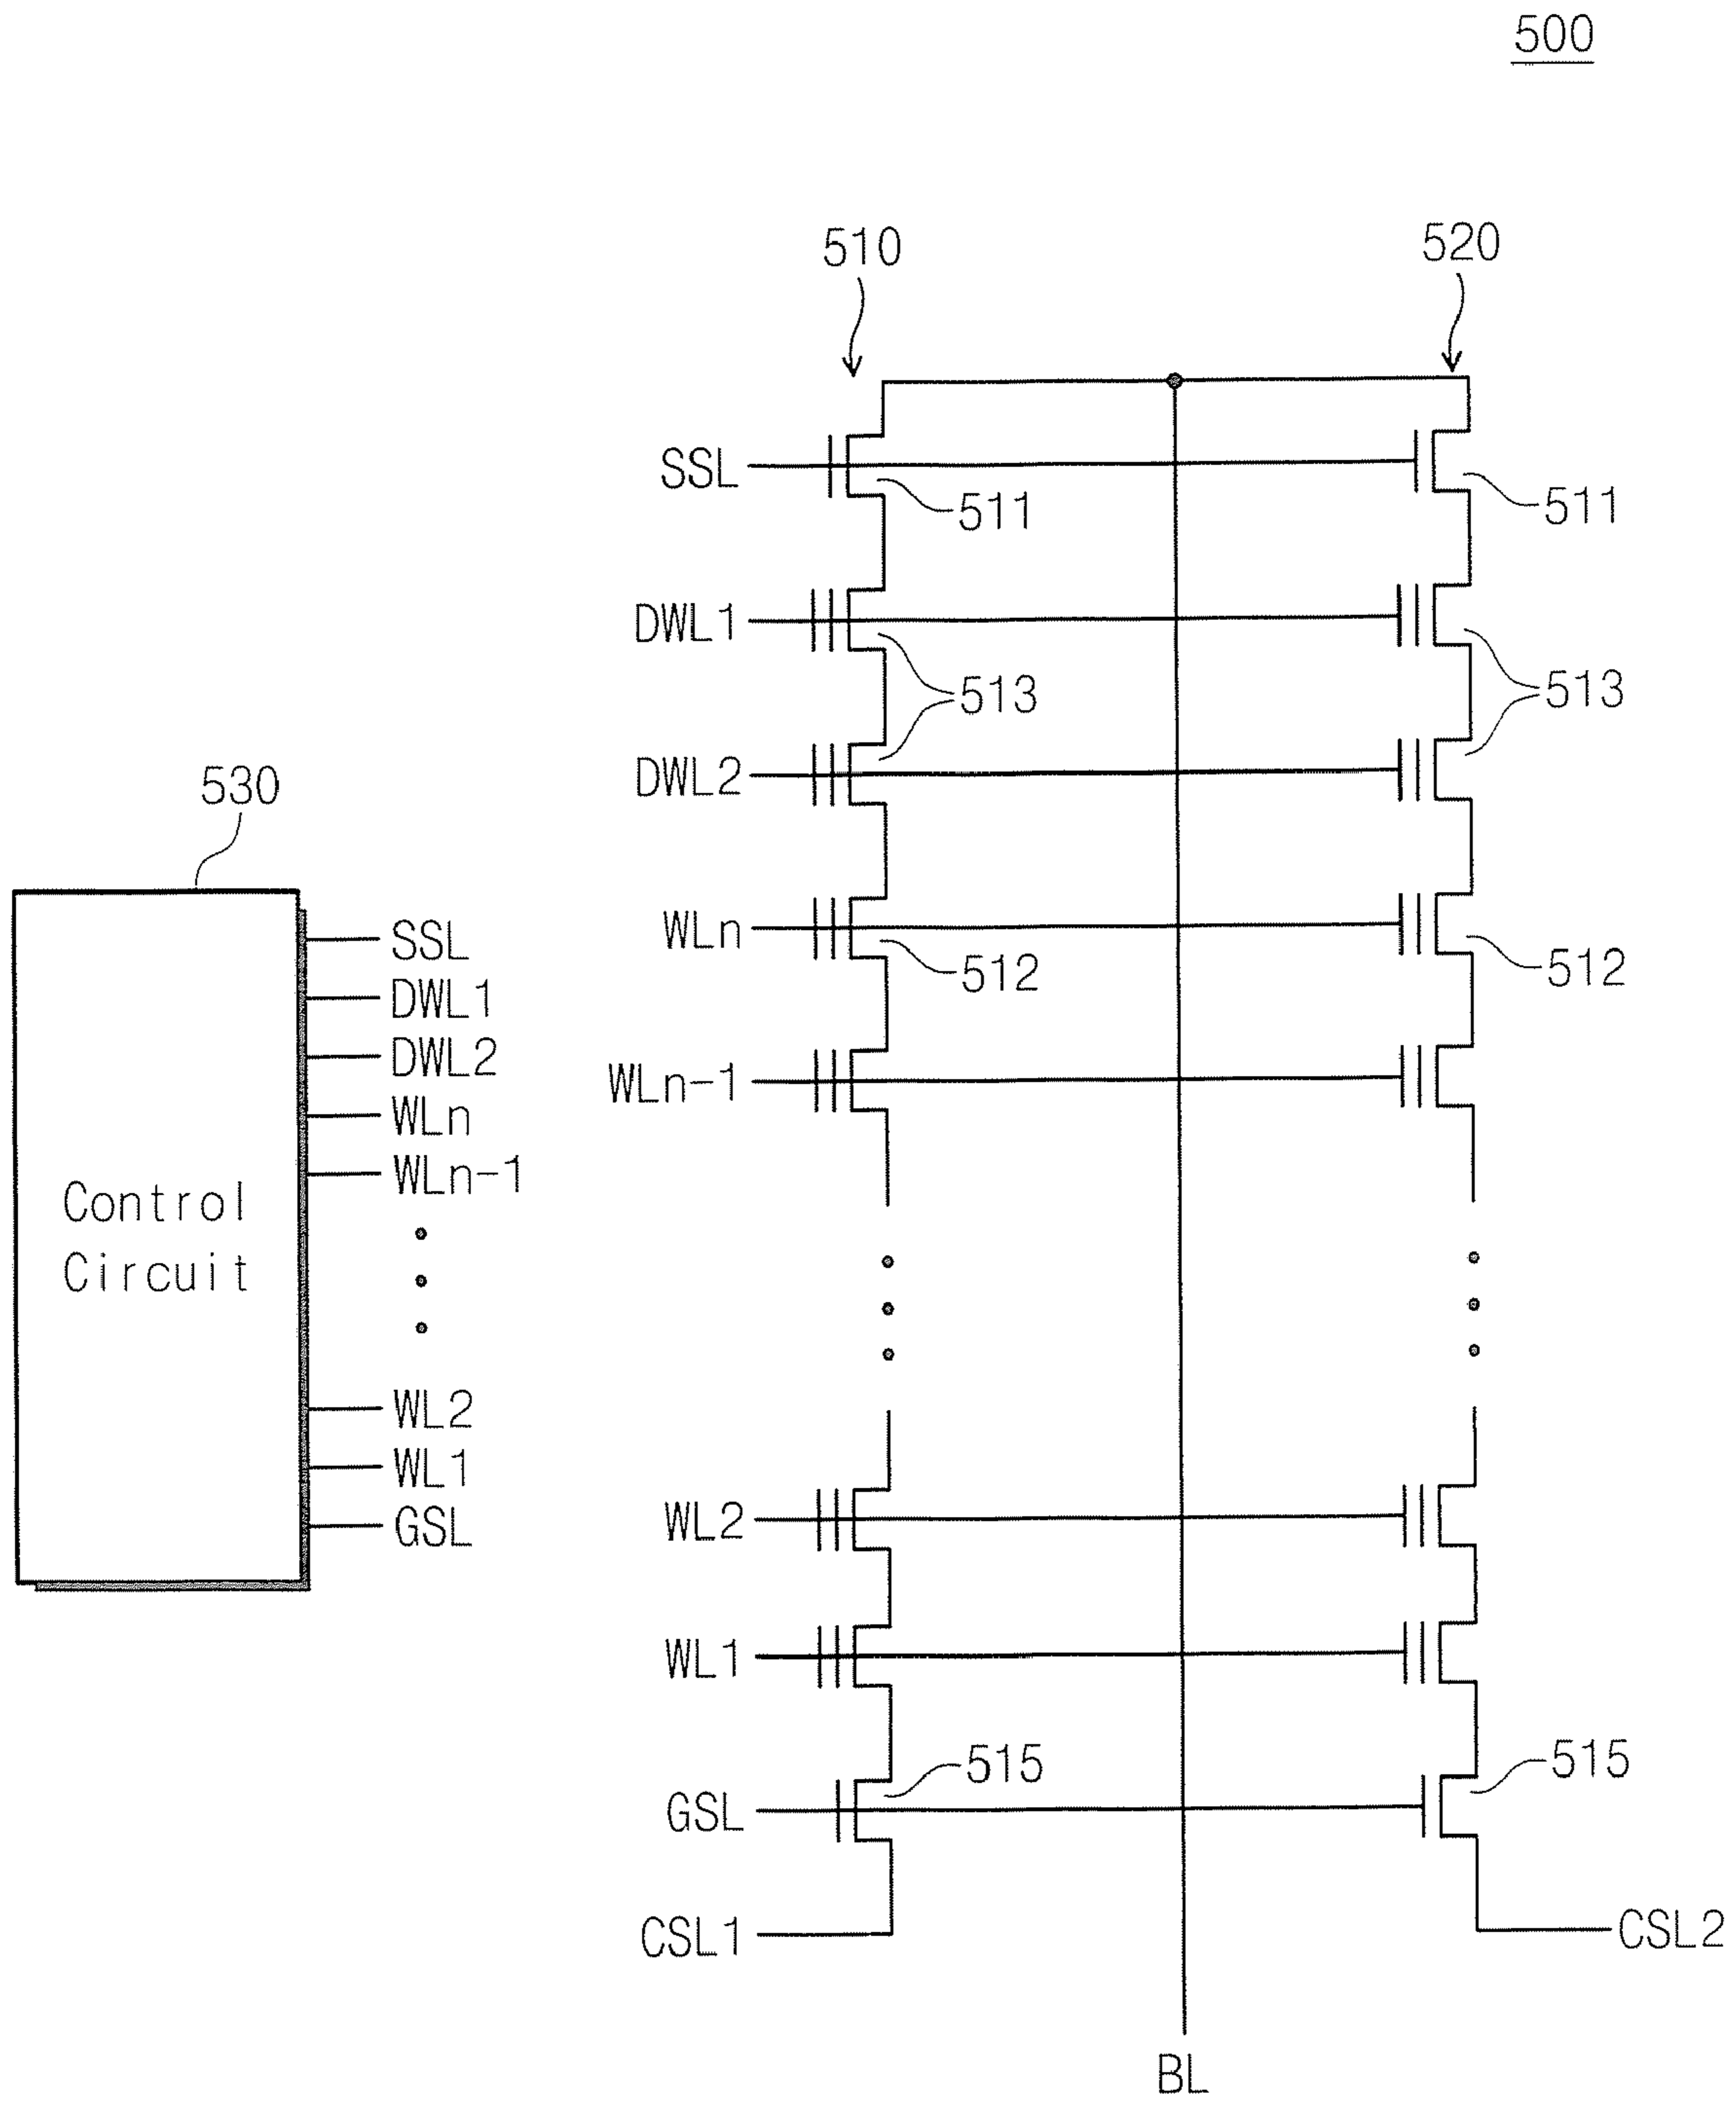 500
510
520
SSL
511
511
DWL1
513
513
DWL2
WLn
512
512
WLn-1
530
Control
Circuit
SSL
DWL1
DWL2
WLn
WLn-1
WL2
WL1
GSL
WL2
WL1
515
515
GSL
CSL1
CSL2
BL